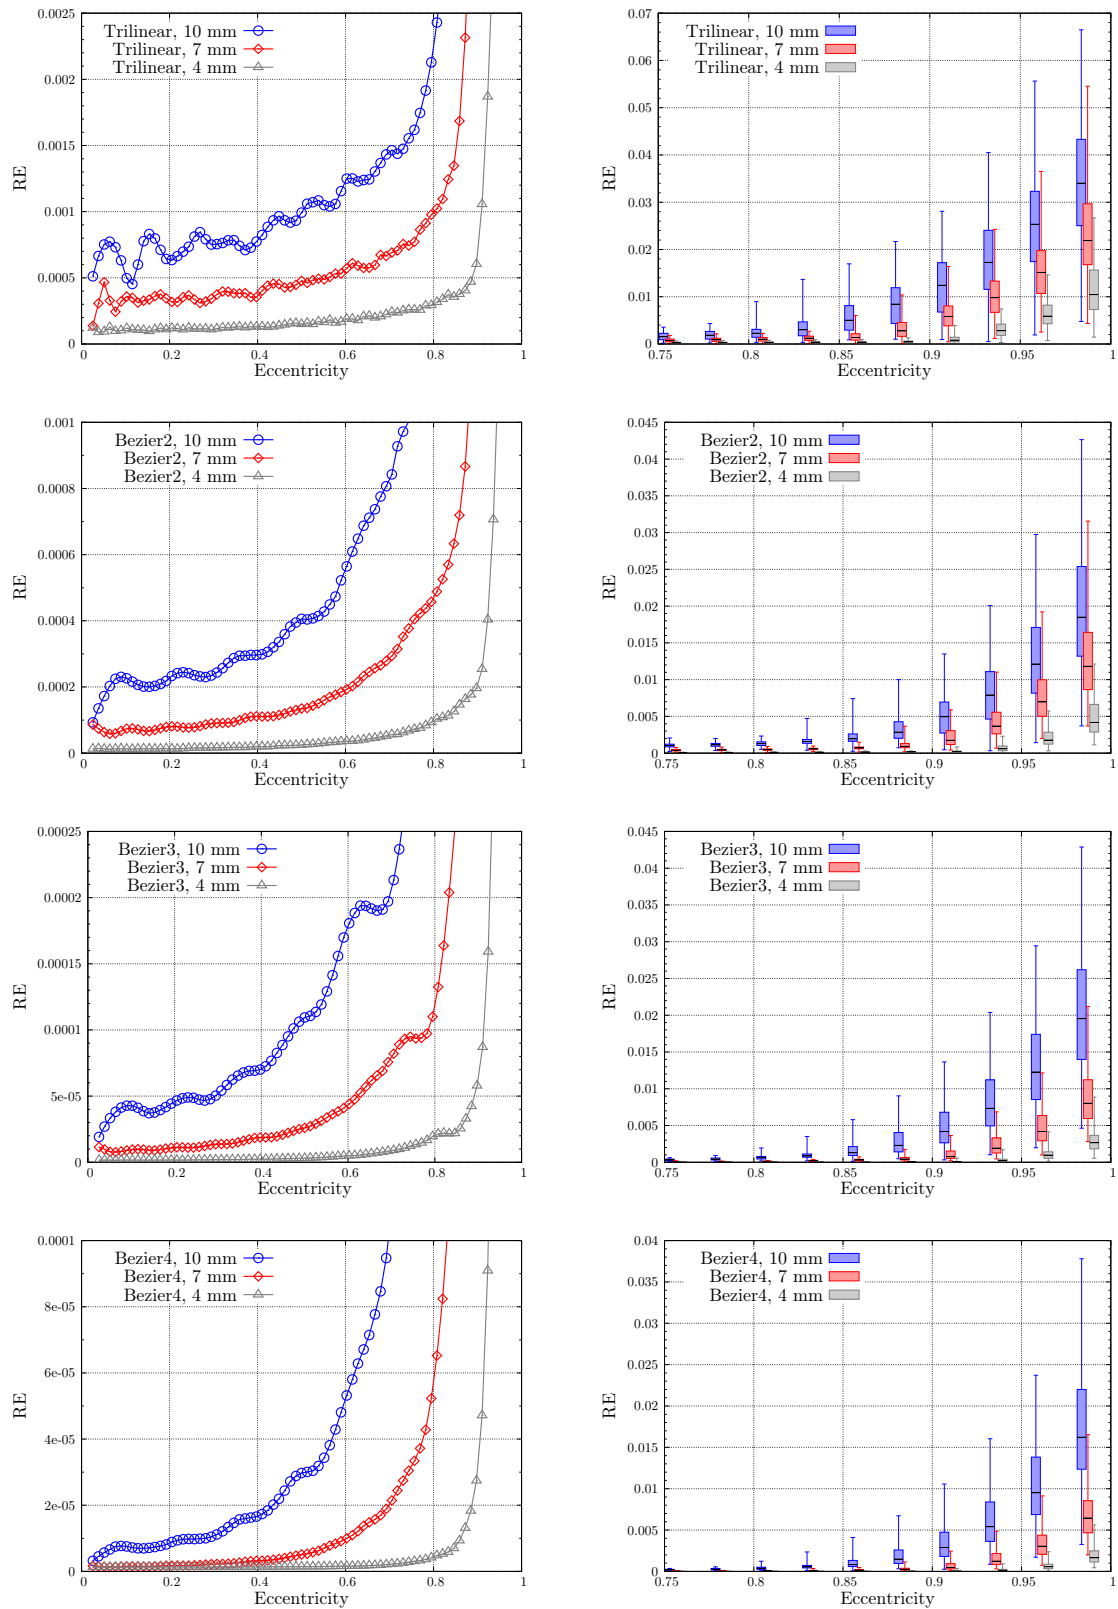 0.0025
0.002
0.0015
0.001
0.0005
0
RE
Trilinear, 10 mm
Trilinear, 7 mm
Trilinear, 4 mm
0 0.2 0.4 0.6 0.8 1
Eccentricity
0.07
0.06
0.05
0.04
0.03
0.02
0.01
0
RE
Trilinear, 10 mm
Trilinear, 7 mm
Trilinear, 4 mm
0.75 0.8 0.85 0.9 0.95 1
Eccentricity
0.001
0.0008
0.0006
0.0004
0.0002
0
RE
Bezier2, 10 mm
Bezier2, 7 mm
Bezier2, 4 mm
0 0.2 0.4 0.6 0.8 1
Eccentricity
0.045
0.04
0.035
0.03
0.025
0.02
0.015
0.01
0.005
0
RE
Bezier2, 10 mm
Bezier2, 7 mm
Bezier2, 4 mm
0.75 0.8 0.85 0.9 0.95 1
Eccentricity
0.00025
0.0002
0.00015
0.0001
5e-05
0
RE
Bezier3, 10 mm
Bezier3, 7 mm
Bezier3, 4 mm
0 0.2 0.4 0.6 0.8 1
Eccentricity
0.045
0.04
0.035
0.03
0.025
0.02
0.015
0.01
0.005
0
RE
Bezier3, 10 mm
Bezier3, 7 mm
Bezier3, 4 mm
0.75 0.8 0.85 0.9 0.95 1
Eccentricity
0.0001
8e-05
6e-05
4e-05
2e-05
0
RE
Bezier4, 10 mm
Bezier4, 7 mm
Bezier4, 4 mm
0 0.2 0.4 0.6 0.8 1
Eccentricity
0.04
0.035
0.03
0.025
0.02
0.015
0.01
0.005
0
RE
Bezier4, 10 mm
Bezier4, 7 mm
Bezier4, 4 mm
0.75 0.8 0.85 0.9 0.95 1
Eccentricity